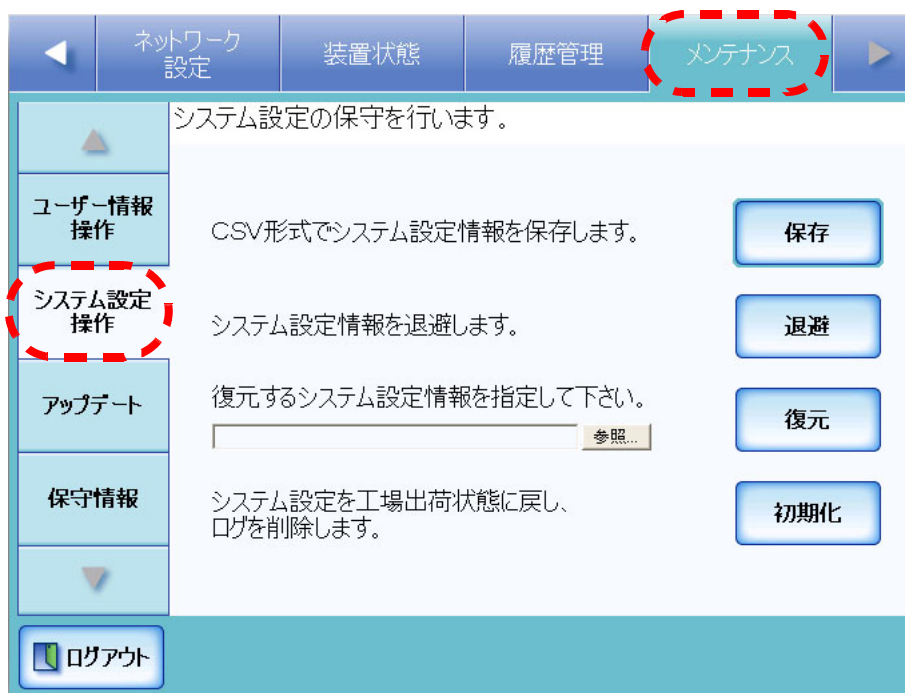 ネットワーク
設定
装置状態
履歴管理
メンテナンス
システム設定の保守を行います。
ユーザー情報
操作
CSV形式でシステム設定情報を保存します。
保存
システム設定
操作
システム設定情報を退避します。
退避
アップデート
復元するシステム設定情報を指定して下さい。
参照...
復元
保守情報
システム設定を工場出荷状態に戻し、
ログを削除します。
初期化
ログアウト